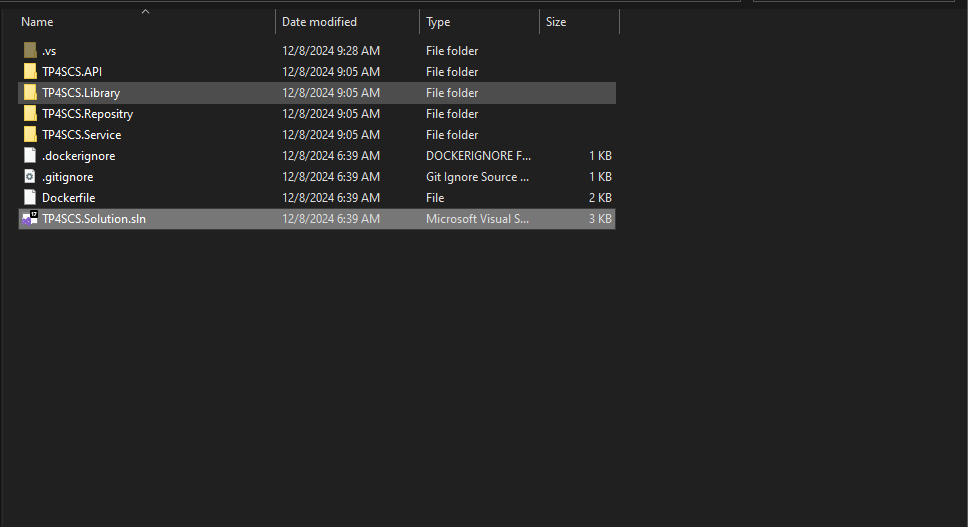 Name Date modified Type Size
.vs 12/8/2024 9:28 AM File folder
TP4SCS.API 12/8/2024 9:05 AM File folder
TP4SCS.Library 12/8/2024 9:05 AM File folder
TP4SCS.Repositry 12/8/2024 9:05 AM File folder
TP4SCS.Service 12/8/2024 9:05 AM File folder
.dockerignore 12/8/2024 6:39 AM DOCKERIGNORE F... 1 KB
.gitignore 12/8/2024 6:39 AM Git Ignore Source ... 1 KB
Dockerfile 12/8/2024 6:39 AM File 2 KB
TP4SCS.Solution.sln 12/8/2024 6:39 AM Microsoft Visual S... 3 KB